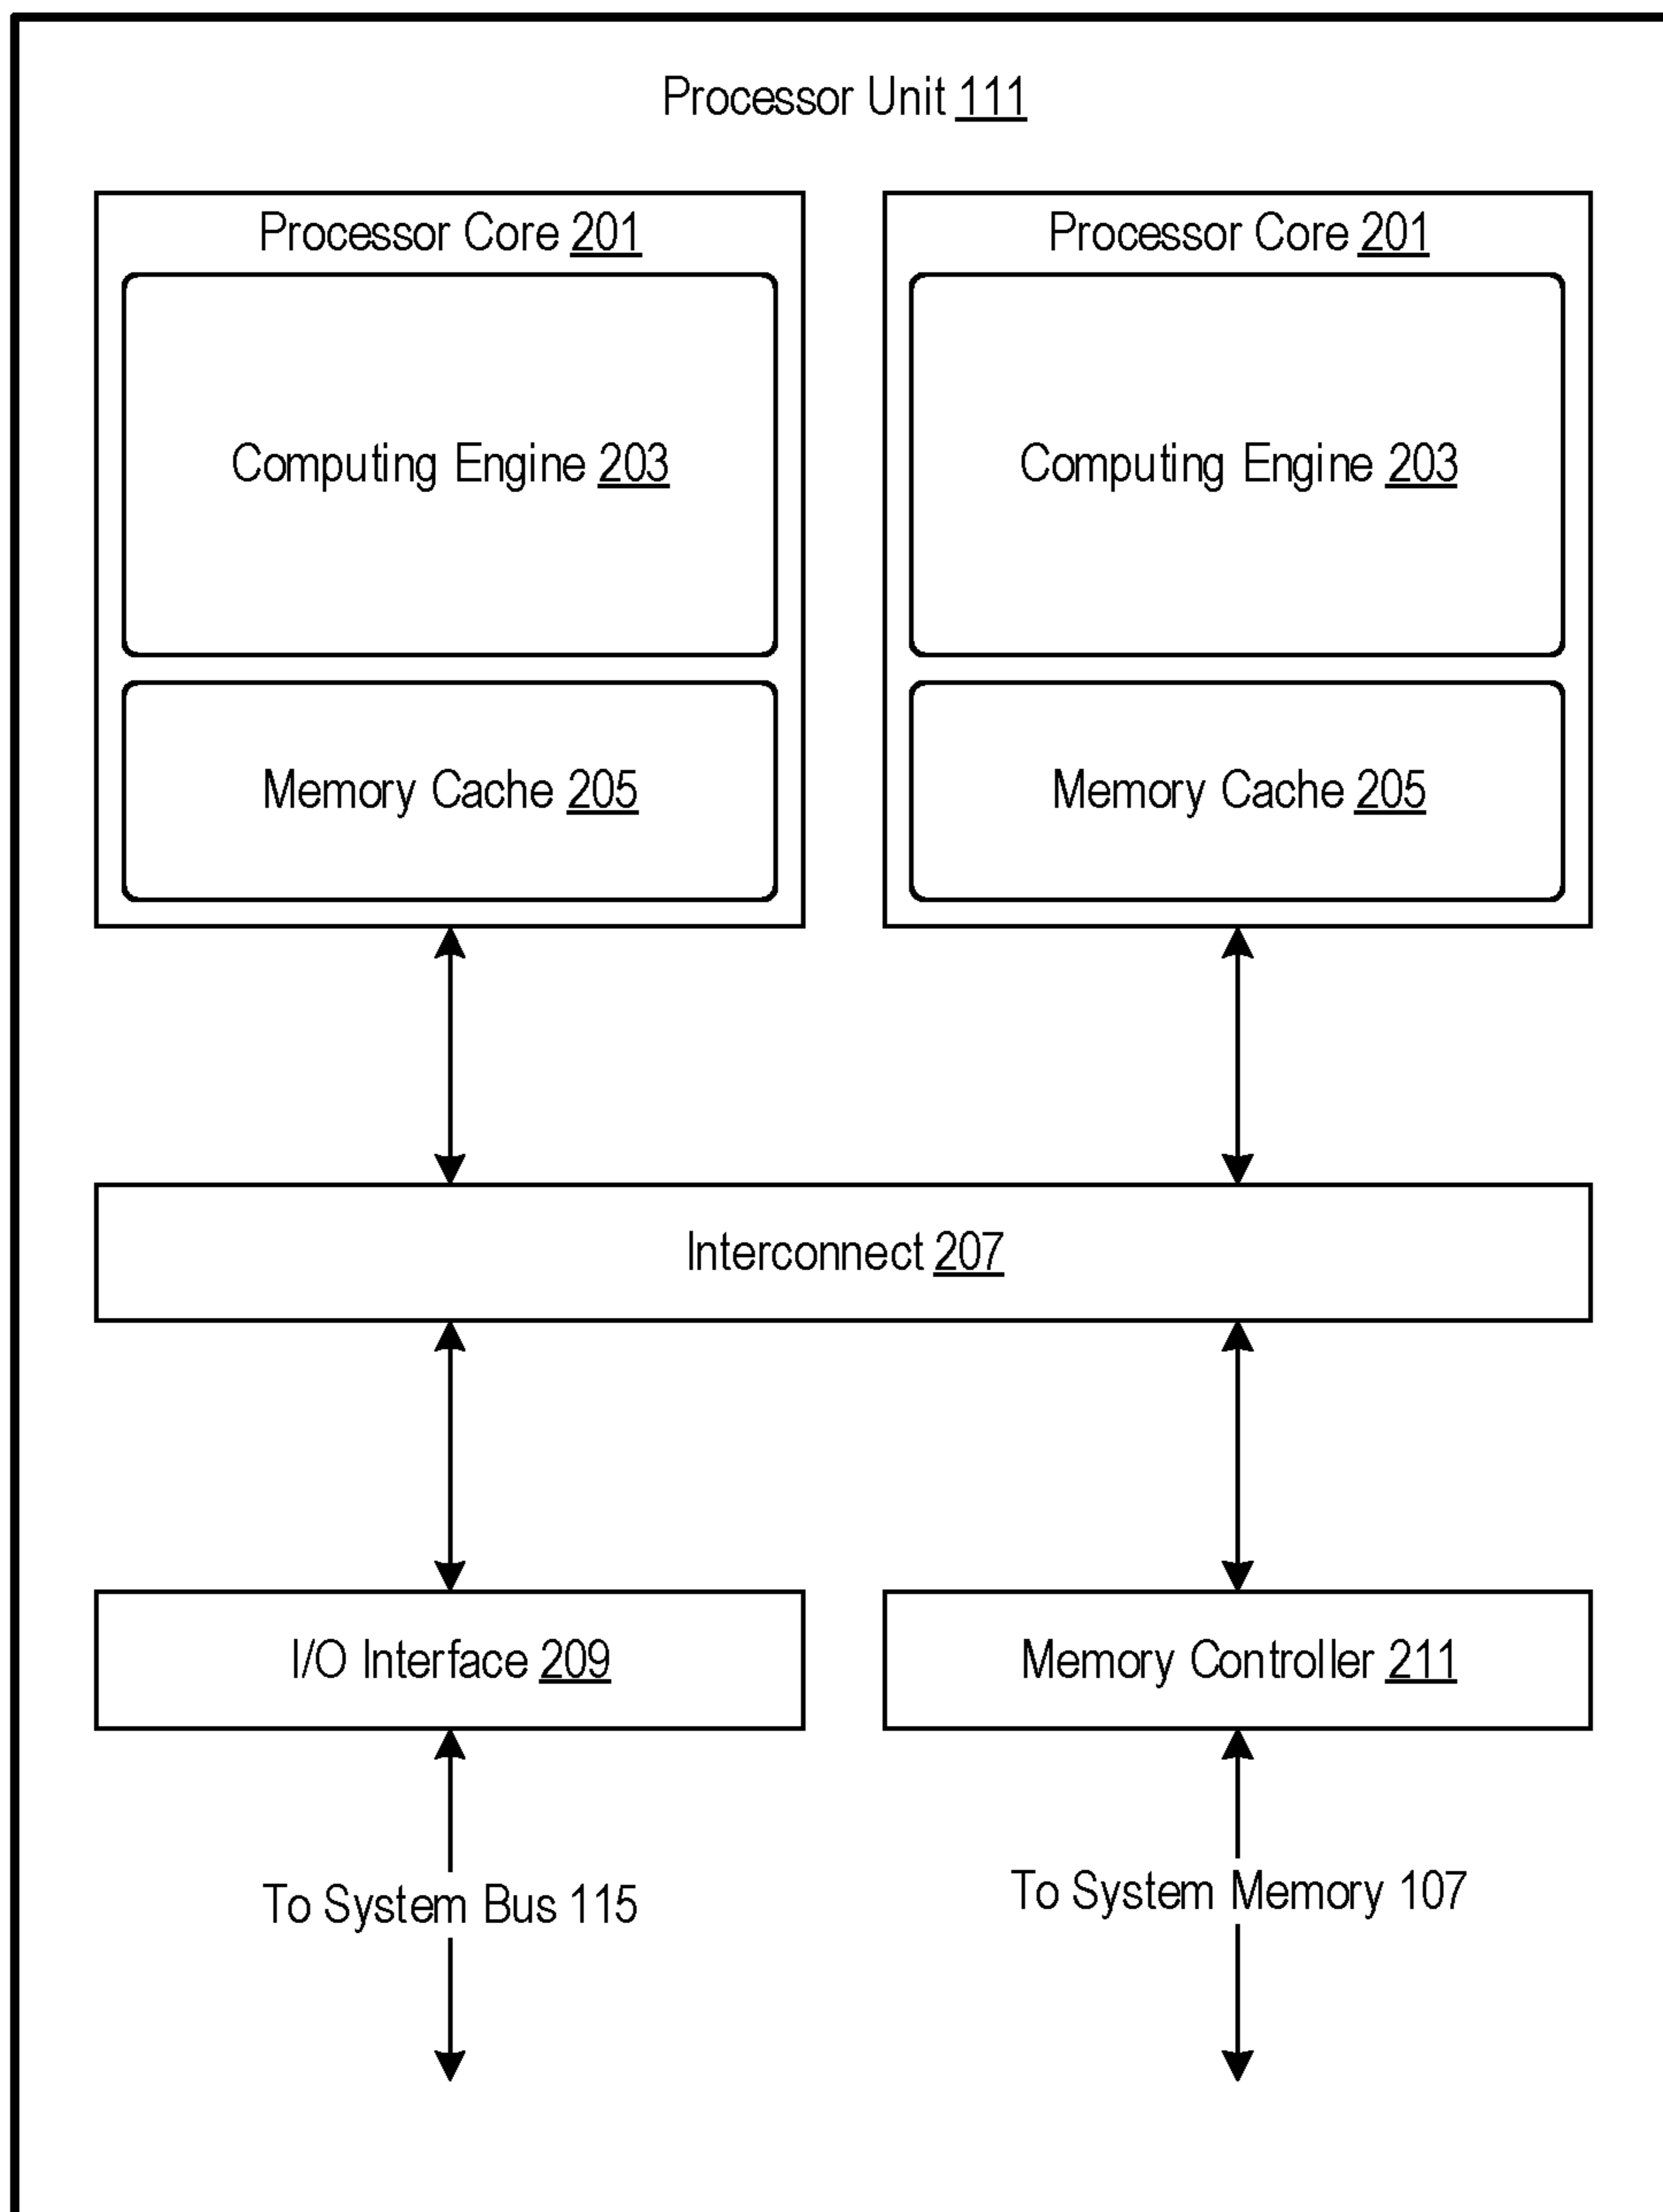 Processor Unit 111
Processor Core 201
Computing Engine 203
Memory Cache 205
Processor Core 201
Computing Engine 203
Memory Cache 205
Interconnect 207
I/O Interface 209
Memory Controller 211
To System Bus 115
To System Memory 107